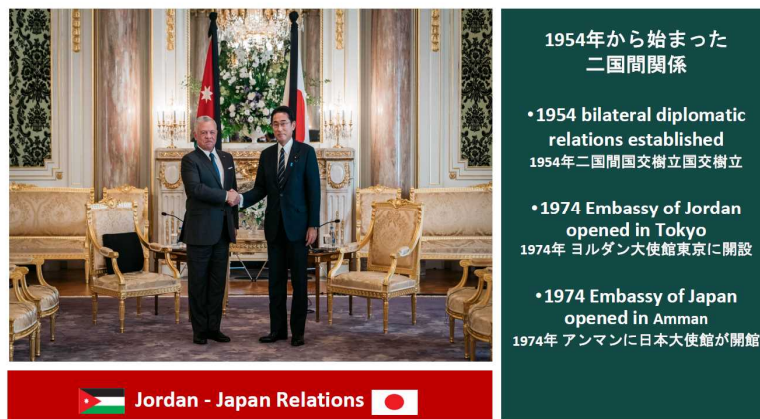 1954年から始まった
二国間関係
•1954 bilateral diplomatic
relations established
1954年二国間国交樹立国交樹立
•1974 Embassy of Jordan
opened in Tokyo
1974年 ヨルダン大使館東京に開設
•1974 Embassy of Japan
opened in Amman
1974年 アンマンに日本大使館が開館
Jordan - Japan Relations